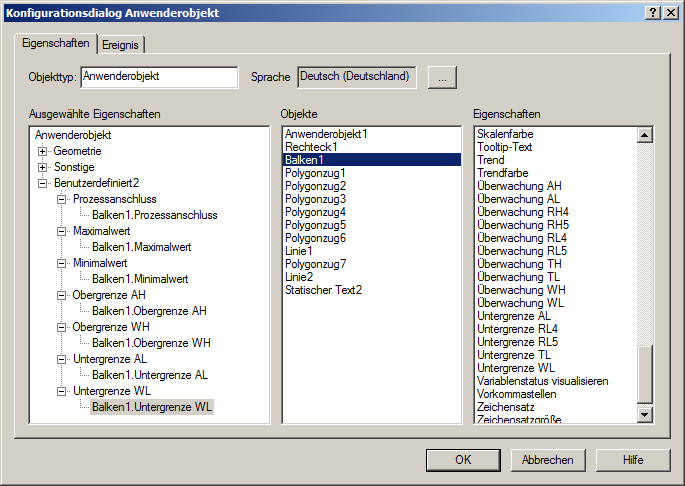 Konfigurationsdialog Anwenderobjekt
Eigenschaften
Ereignis
Objekttyp:
Anwenderobjekt
Sprache
Deutsch (Deutschland)
...
Ausgewählte Eigenschaften
Anwenderobjekt
Geometrie
Sonstige
Benutzerdefiniert2
Prozessanschluss
Balken1.Prozessanschluss
Maximalwert
Balken1.Maximalwert
Minimalwert
Balken1.Minimalwert
Obergrenze AH
Balken1.Obergrenze AH
Obergrenze WH
Balken1.Obergrenze WH
Untergrenze AL
Balken1.Untergrenze AL
Untergrenze WL
Balken1.Untergrenze WL
Objekte
Anwenderobjekt1
Rechteck1
Balken1
Polygonzug1
Polygonzug2
Polygonzug3
Polygonzug4
Polygonzug5
Polygonzug6
Linie1
Polygonzug7
Linie2
Statischer Text2
Eigenschaften
Skalenfarbe
Tooltip-Text
Trend
Trendfarbe
Überwachung AH
Überwachung AL
Überwachung RH4
Überwachung RH5
Überwachung RL4
Überwachung RL5
Überwachung TH
Überwachung TL
Überwachung WH
Überwachung WL
Untergrenze AL
Untergrenze RL4
Untergrenze RL5
Untergrenze TL
Untergrenze WL
Variablenstatus visualisieren
Vorkommastellen
Zeichensatz
Zeichensatzgröße
OK
Abbrechen
Hilfe